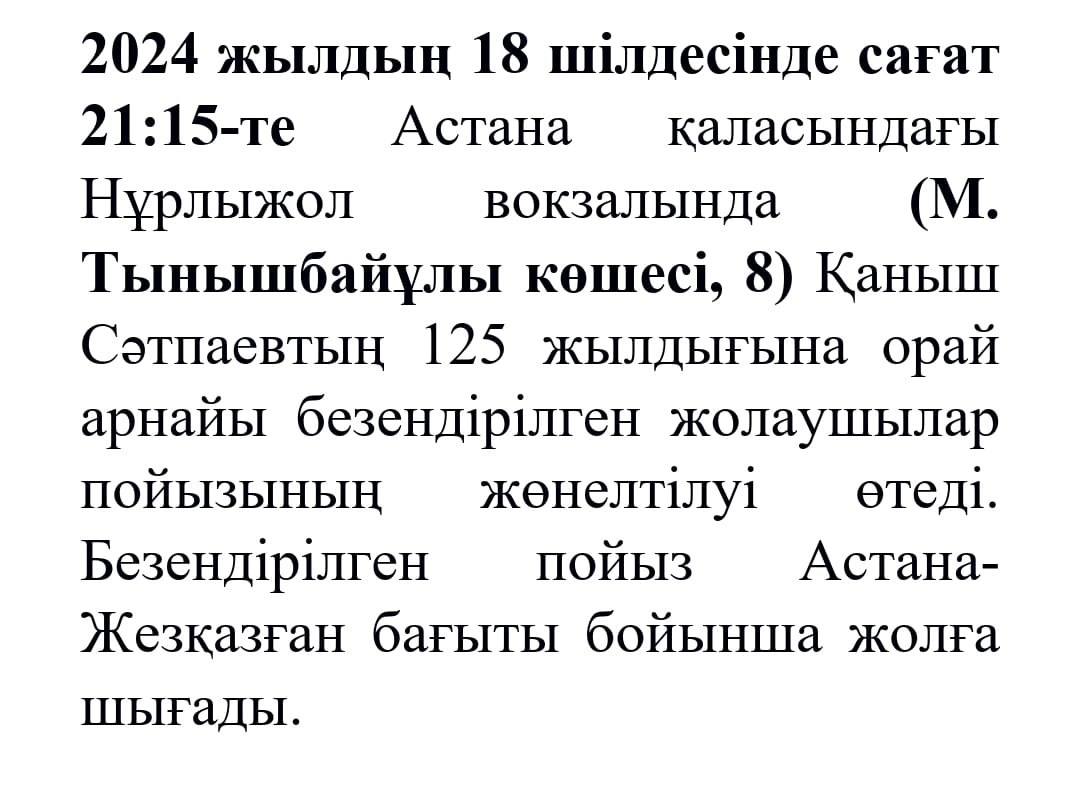 2024 жылдың 18 шілдесінде сағат
21:15-те Астана қаласындағы
Нұрлыжол вокзалында (М.
Тынышбайұлы көшесі, 8) Қаныш
Сәтпаевтың 125 жылдығына орай
арнайы безендірілген жолаушылар
пойызының жөнелтілуі өтеді.
Безендірілген пойыз Астана-
Жезқазған бағыты бойынша жолға
шығады.